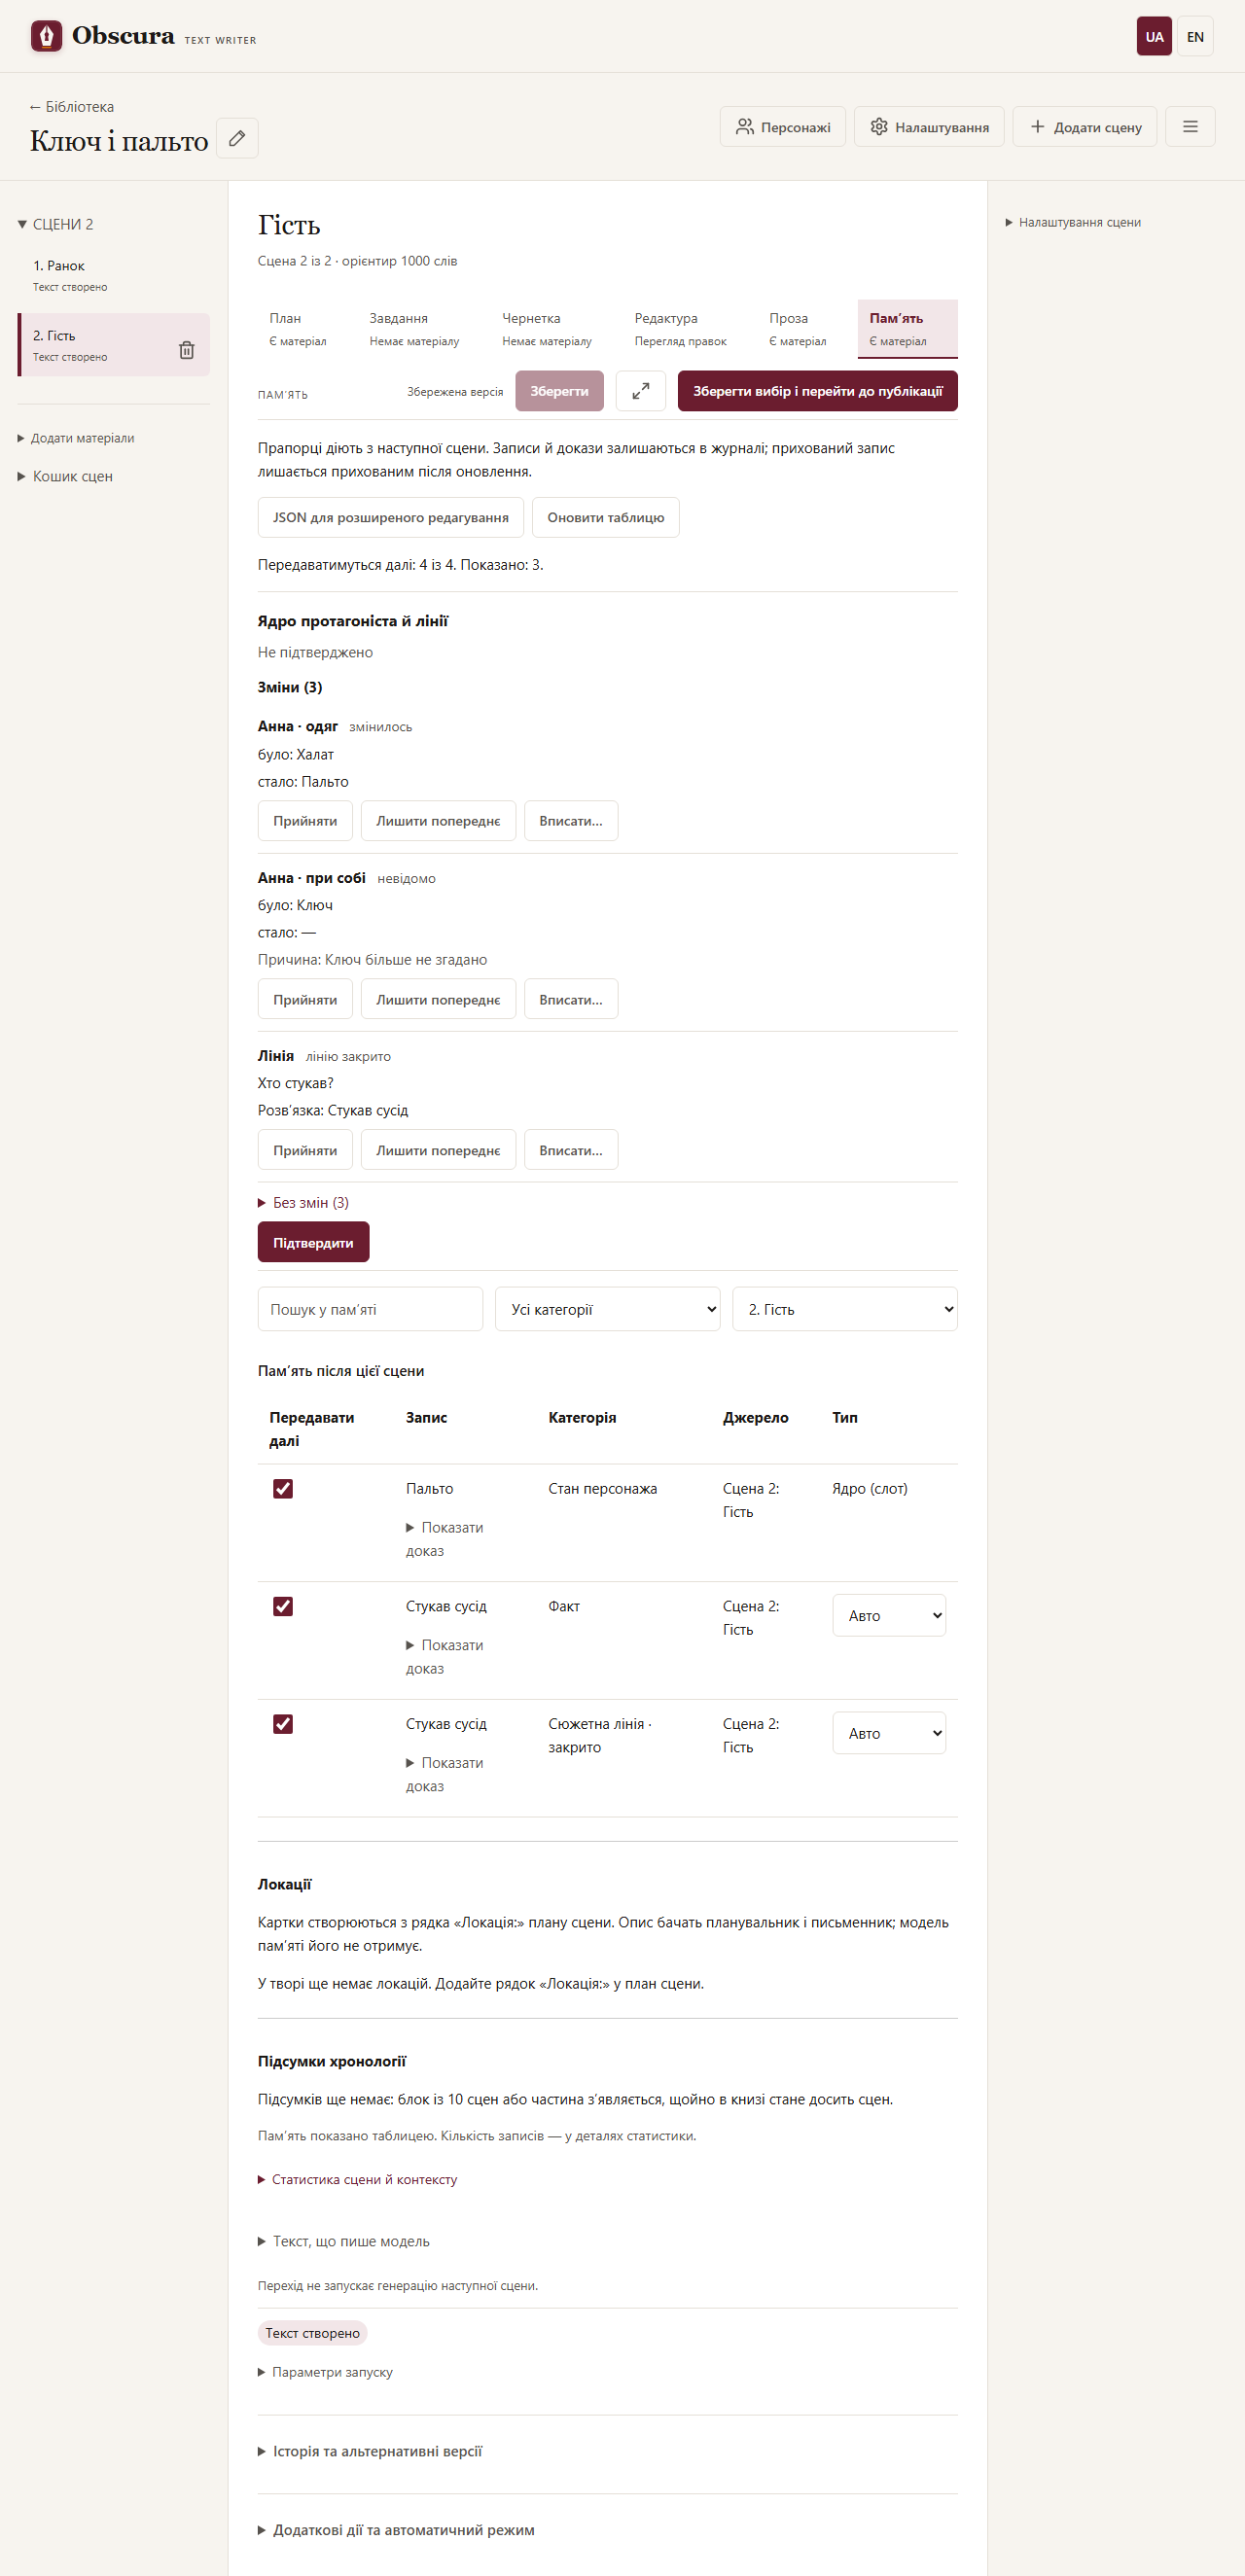 Obscura TEXT WRITER
UA EN
← Бібліотека
Ключ і пальто
Персонажі
Налаштування
Додати сцену
СЦЕНИ 2
1. Ранок
Текст створено
2. Гість
Текст створено
Додати матеріали
Кошик сцен
Гість
Сцена 2 із 2 · орієнтир 1000 слів
План
Є матеріал
Завдання
Немає матеріалу
Чернетка
Немає матеріалу
Редактура
Перегляд правок
Проза
Є матеріал
Пам’ять
Є матеріал
ПАМ’ЯТЬ
Збережена версія
Зберегти
Зберегти вибір і перейти до публікації
Прапорці діють з наступної сцени. Записи й докази залишаються в журналі; прихований запис
лишається прихованим після оновлення.
JSON для розширеного редагування
Оновити таблицю
Передаватимуться далі: 4 із 4. Показано: 3.
Ядро протагоніста й лінії
Не підтверджено
Зміни (3)
Анна · одяг змінилось
було: Халат
стало: Пальто
Прийняти
Лишити попереднє
Вписати…
Анна · при собі невідомо
було: Ключ
стало: —
Причина: Ключ більше не згадано
Прийняти
Лишити попереднє
Вписати…
Лінія лінію закрито
Хто стукав?
Розв’язка: Стукав сусід
Прийняти
Лишити попереднє
Вписати…
Без змін (3)
Підтвердити
Пошук у пам’яті
Усі категорії
2. Гість
Пам’ять після цієї сцени
Передавати
далі
Запис
Категорія
Джерело
Тип
Пальто
Показати
доказ
Стан персонажа
Сцена 2:
Гість
Ядро (слот)
Стукав сусід
Показати
доказ
Факт
Сцена 2:
Гість
Авто
Стукав сусід
Показати
доказ
Сюжетна лінія ·
закрито
Сцена 2:
Гість
Авто
Локації
Картки створюються з рядка «Локація:» плану сцени. Опис бачать планувальник і письменник; модель
пам’яті його не отримує.
У творі ще немає локацій. Додайте рядок «Локація:» у план сцени.
Підсумки хронології
Підсумків ще немає: блок із 10 сцен або частина з’являється, щойно в книзі стане досить сцен.
Пам’ять показано таблицею. Кількість записів — у деталях статистики.
Статистика сцени й контексту
Текст, що пише модель
Перехід не запускає генерацію наступної сцени.
Текст створено
Параметри запуску
Історія та альтернативні версії
Додаткові дії та автоматичний режим
Налаштування сцени